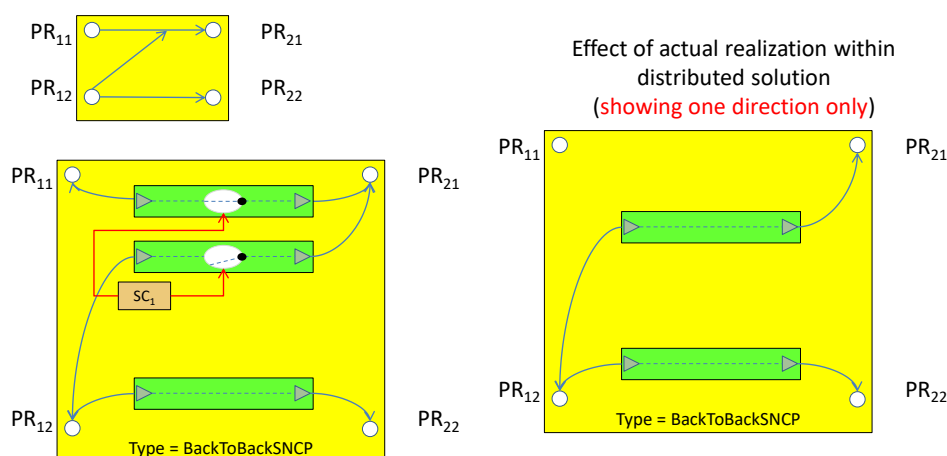 PR11
PR21
PR12
PR22
Effect of actual realization within
distributed solution
(showing one direction only)
PR11
PR21
SC1
PR12
PR22
Type = BackToBackSNCP
PR11
PR21
PR12
PR22
Type = BackToBackSNCP